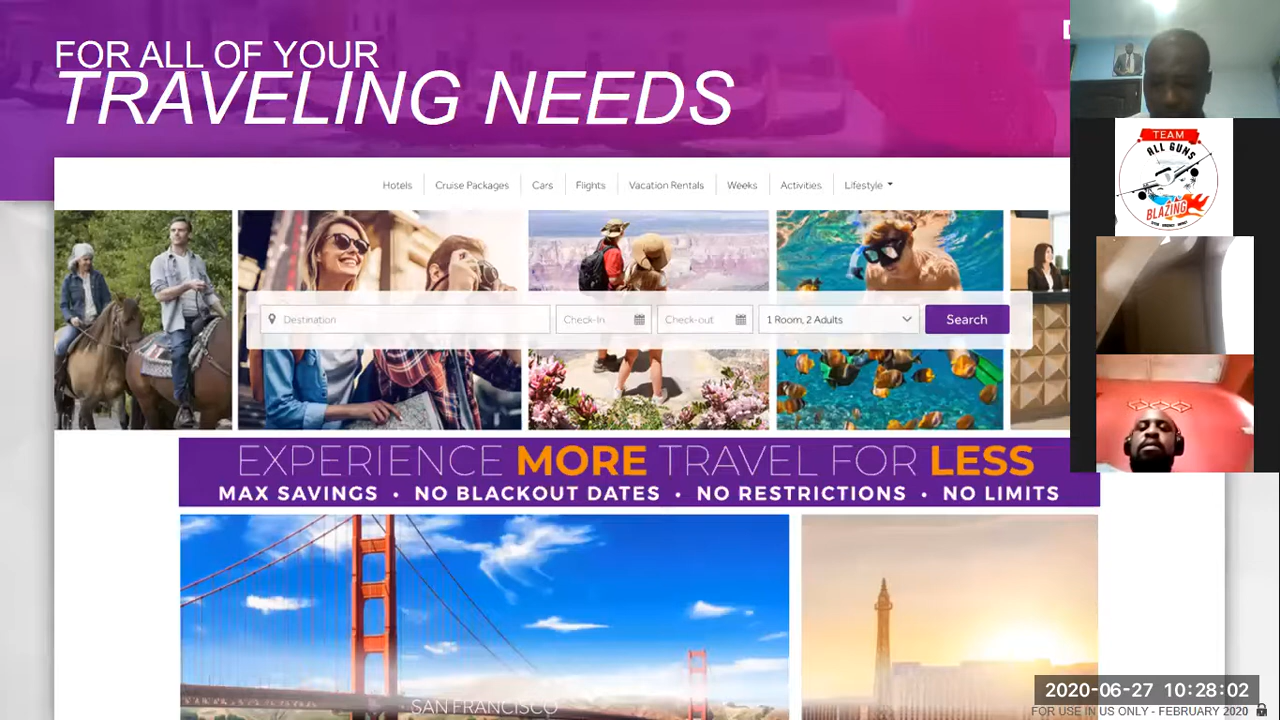 FOR ALL OF YOUR
TRAVELING NEEDS
Hotels
Cruise Packages
Cars
Flights
Vacation Rentals
Weeks
Activities
Lifestyle
Destination
Check-In
Check-out
1 Room, 2 Adults
Search
EXPERIENCE MORE TRAVEL FOR LESS
MAX SAVINGS • NO BLACKOUT DATES • NO RESTRICTIONS • NO LIMITS
SAN FRANCISCO
TEAM
ALL GUNS
BLAZING
2020-06-27 10:28:02
FOR USE IN US ONLY - FEBRUARY 2020